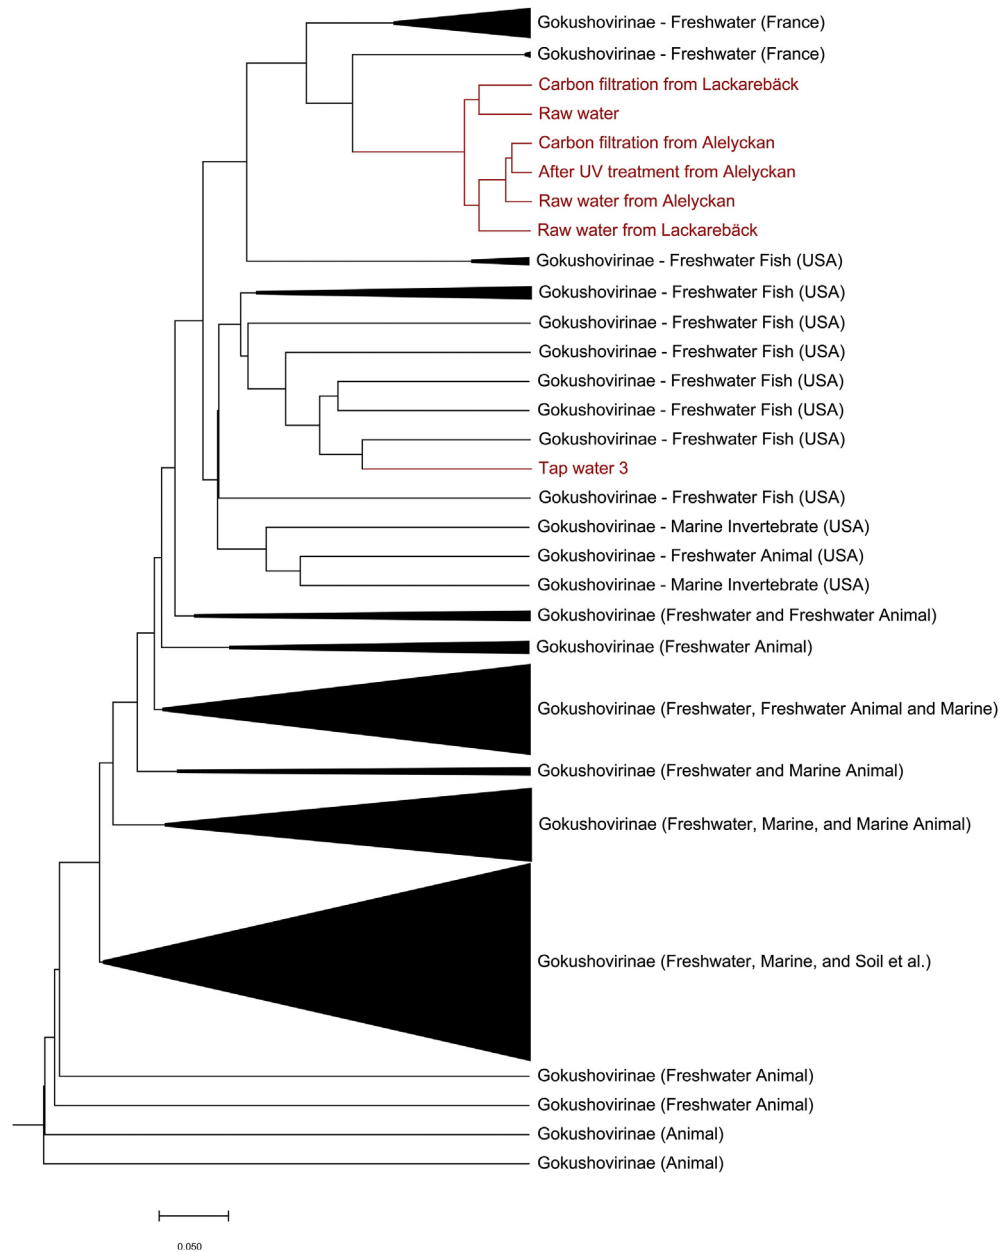 Gokushovirinae - Freshwater (France)
Gokushovirinae - Freshwater (France)
Carbon filtration from Lackarebäck
Raw water
Carbon filtration from Alelyckan
After UV treatment from Alelyckan
Raw water from Alelyckan
Raw water from Lackarebäck
Gokushovirinae - Freshwater Fish (USA)
Gokushovirinae - Freshwater Fish (USA)
Gokushovirinae - Freshwater Fish (USA)
Gokushovirinae - Freshwater Fish (USA)
Gokushovirinae - Freshwater Fish (USA)
Gokushovirinae - Freshwater Fish (USA)
Gokushovirinae - Freshwater Fish (USA)
Tap water 3
Gokushovirinae - Freshwater Fish (USA)
Gokushovirinae - Marine Invertebrate (USA)
Gokushovirinae - Freshwater Animal (USA)
Gokushovirinae - Marine Invertebrate (USA)
Gokushovirinae (Freshwater and Freshwater Animal)
Gokushovirinae (Freshwater Animal)
Gokushovirinae (Freshwater, Freshwater Animal and Marine)
Gokushovirinae (Freshwater and Marine Animal)
Gokushovirinae (Freshwater, Marine, and Marine Animal)
Gokushovirinae (Freshwater, Marine, and Soil et al.)
Gokushovirinae (Freshwater Animal)
Gokushovirinae (Freshwater Animal)
Gokushovirinae (Animal)
Gokushovirinae (Animal)
0.050